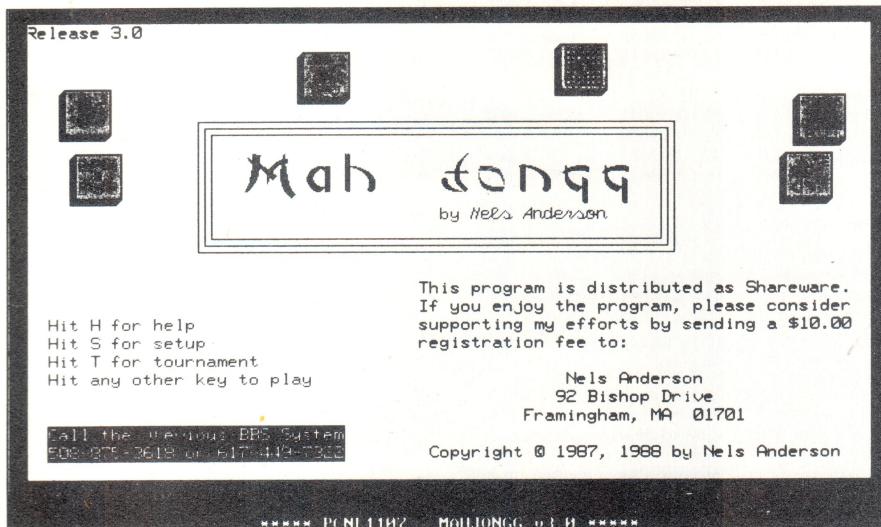 Release 3.0
Mah Jongg
by Nels Anderson
This program is distributed as Shareware.
If you enjoy the program, please consider
supporting my efforts by sending a $10.00
registration fee to:
Hit H for help
Hit S for setup
Hit T for tournament
Hit any other key to play
Nels Anderson
92 Bishop Drive
Framingham, MA 01701
Call the BBS System
or
Copyright © 1987, 1988 by Nels Anderson
***** MAHJONGG v3.0 *****